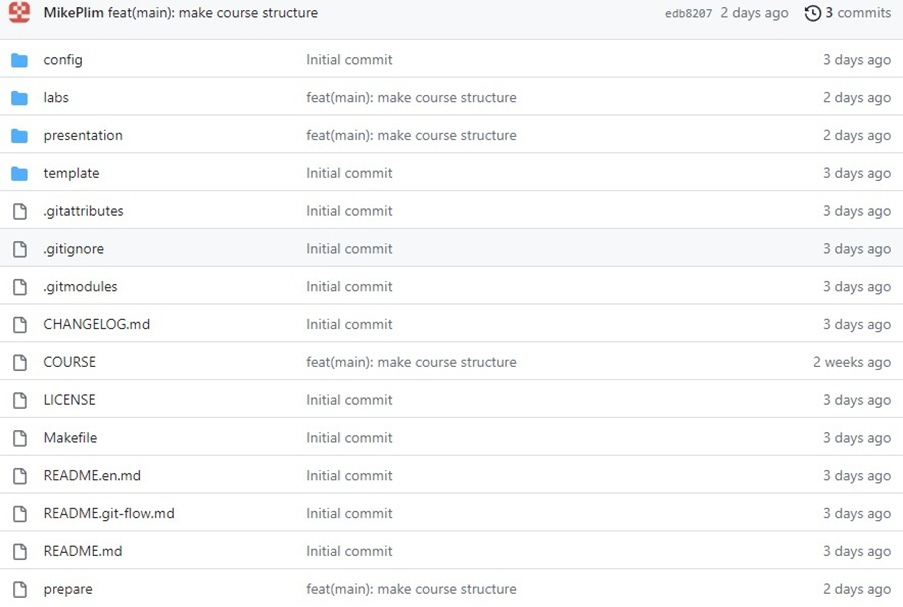 MikePlim feat(main): make course structure edb8207 2 days ago 3 commits
config Initial commit 3 days ago
labs feat(main): make course structure 2 days ago
presentation feat(main): make course structure 2 days ago
template Initial commit 3 days ago
.gitattributes Initial commit 3 days ago
.gitignore Initial commit 3 days ago
.gitmodules Initial commit 3 days ago
CHANGELOG.md Initial commit 3 days ago
COURSE feat(main): make course structure 2 weeks ago
LICENSE Initial commit 3 days ago
Makefile Initial commit 3 days ago
README.en.md Initial commit 3 days ago
README.git-flow.md Initial commit 3 days ago
README.md Initial commit 3 days ago
prepare feat(main): make course structure 2 days ago